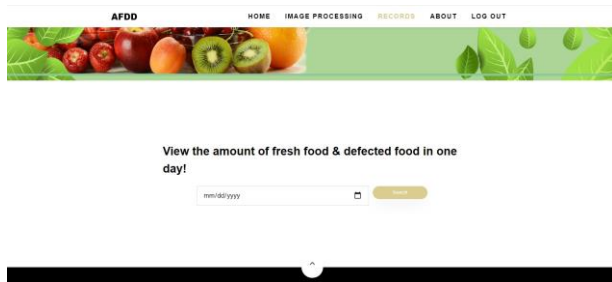 AFDD
HOME IMAGE PROCESSING RECORDS ABOUT LOG OUT
View the amount of fresh food & defected food in one
day!
mm/dd/yyyy